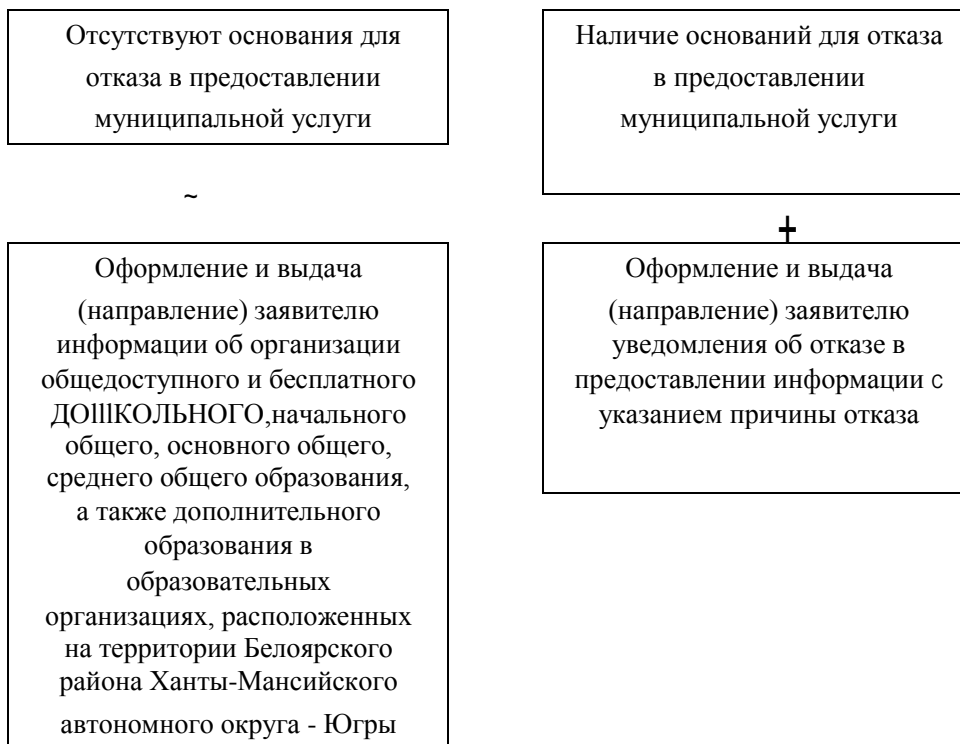 Отсутствуют основания для
отказа в предоставлении
муниципальной услуги
Наличие оснований для отказа
в предоставлении
муниципальной услуги
~
Оформление и выдача
(направление) заявителю
информации об организации
общедоступного и бесплатного
ДОlllКОЛЬНОГО,начального
общего, основного общего,
среднего общего образования,
а также дополнительного
образования в
образовательных
организациях, расположенных
на территории Белоярского
района Ханты-Мансийского
автономного округа - Югры
Оформление и выдача
(направление) заявителю
уведомления об отказе в
предоставлении информации с
указанием причины отказа